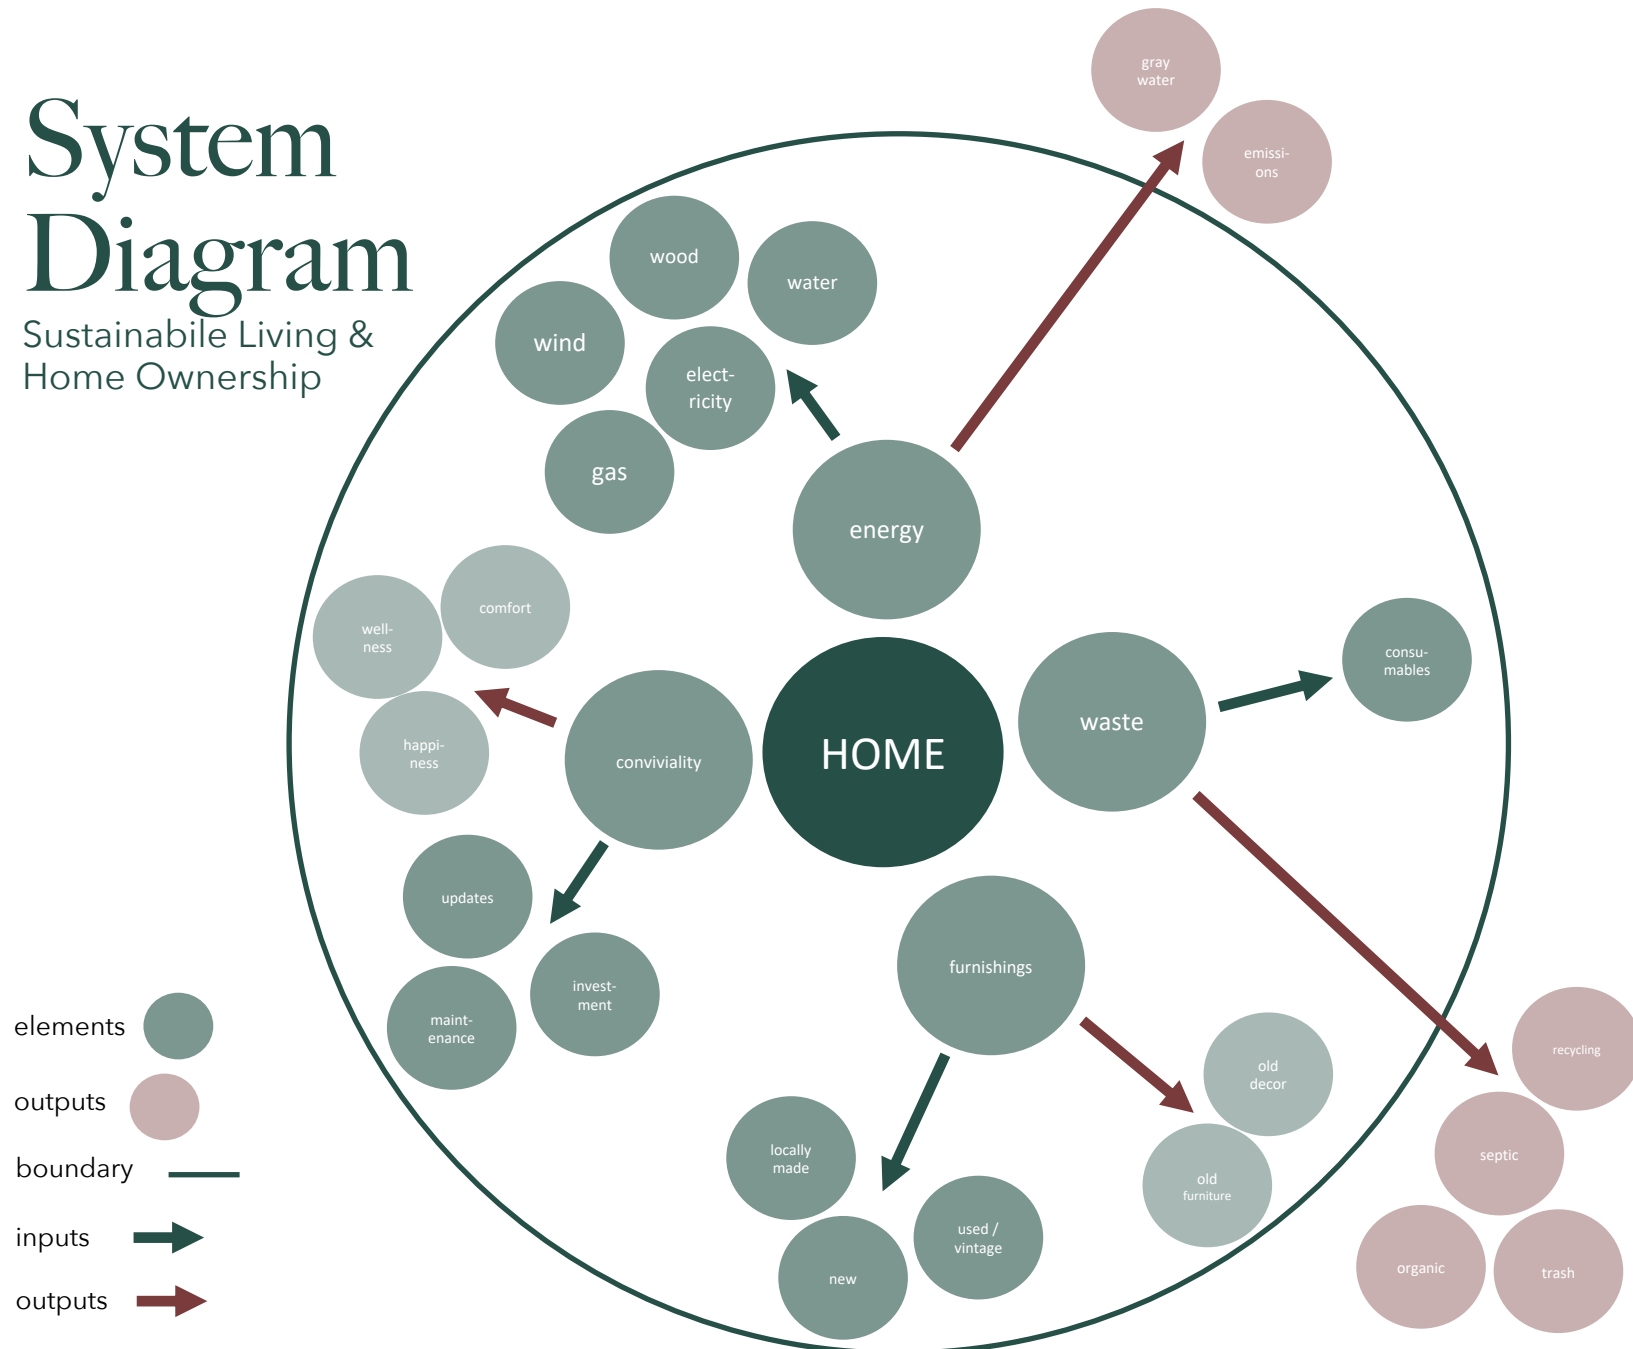 System
Diagram
Sustainabile Living &
Home Ownership
gray
water
emissi-
ons
wood
water
wind
elect-
ricity
gas
energy
comfort
well-
ness
happi-
ness
conviviality
HOME
waste
consu-
mables
updates
invest-
ment
maint-
enance
furnishings
old
decor
old
furniture
locally
made
used /
vintage
new
recycling
septic
organic
trash
elements
outputs
boundary
inputs
outputs